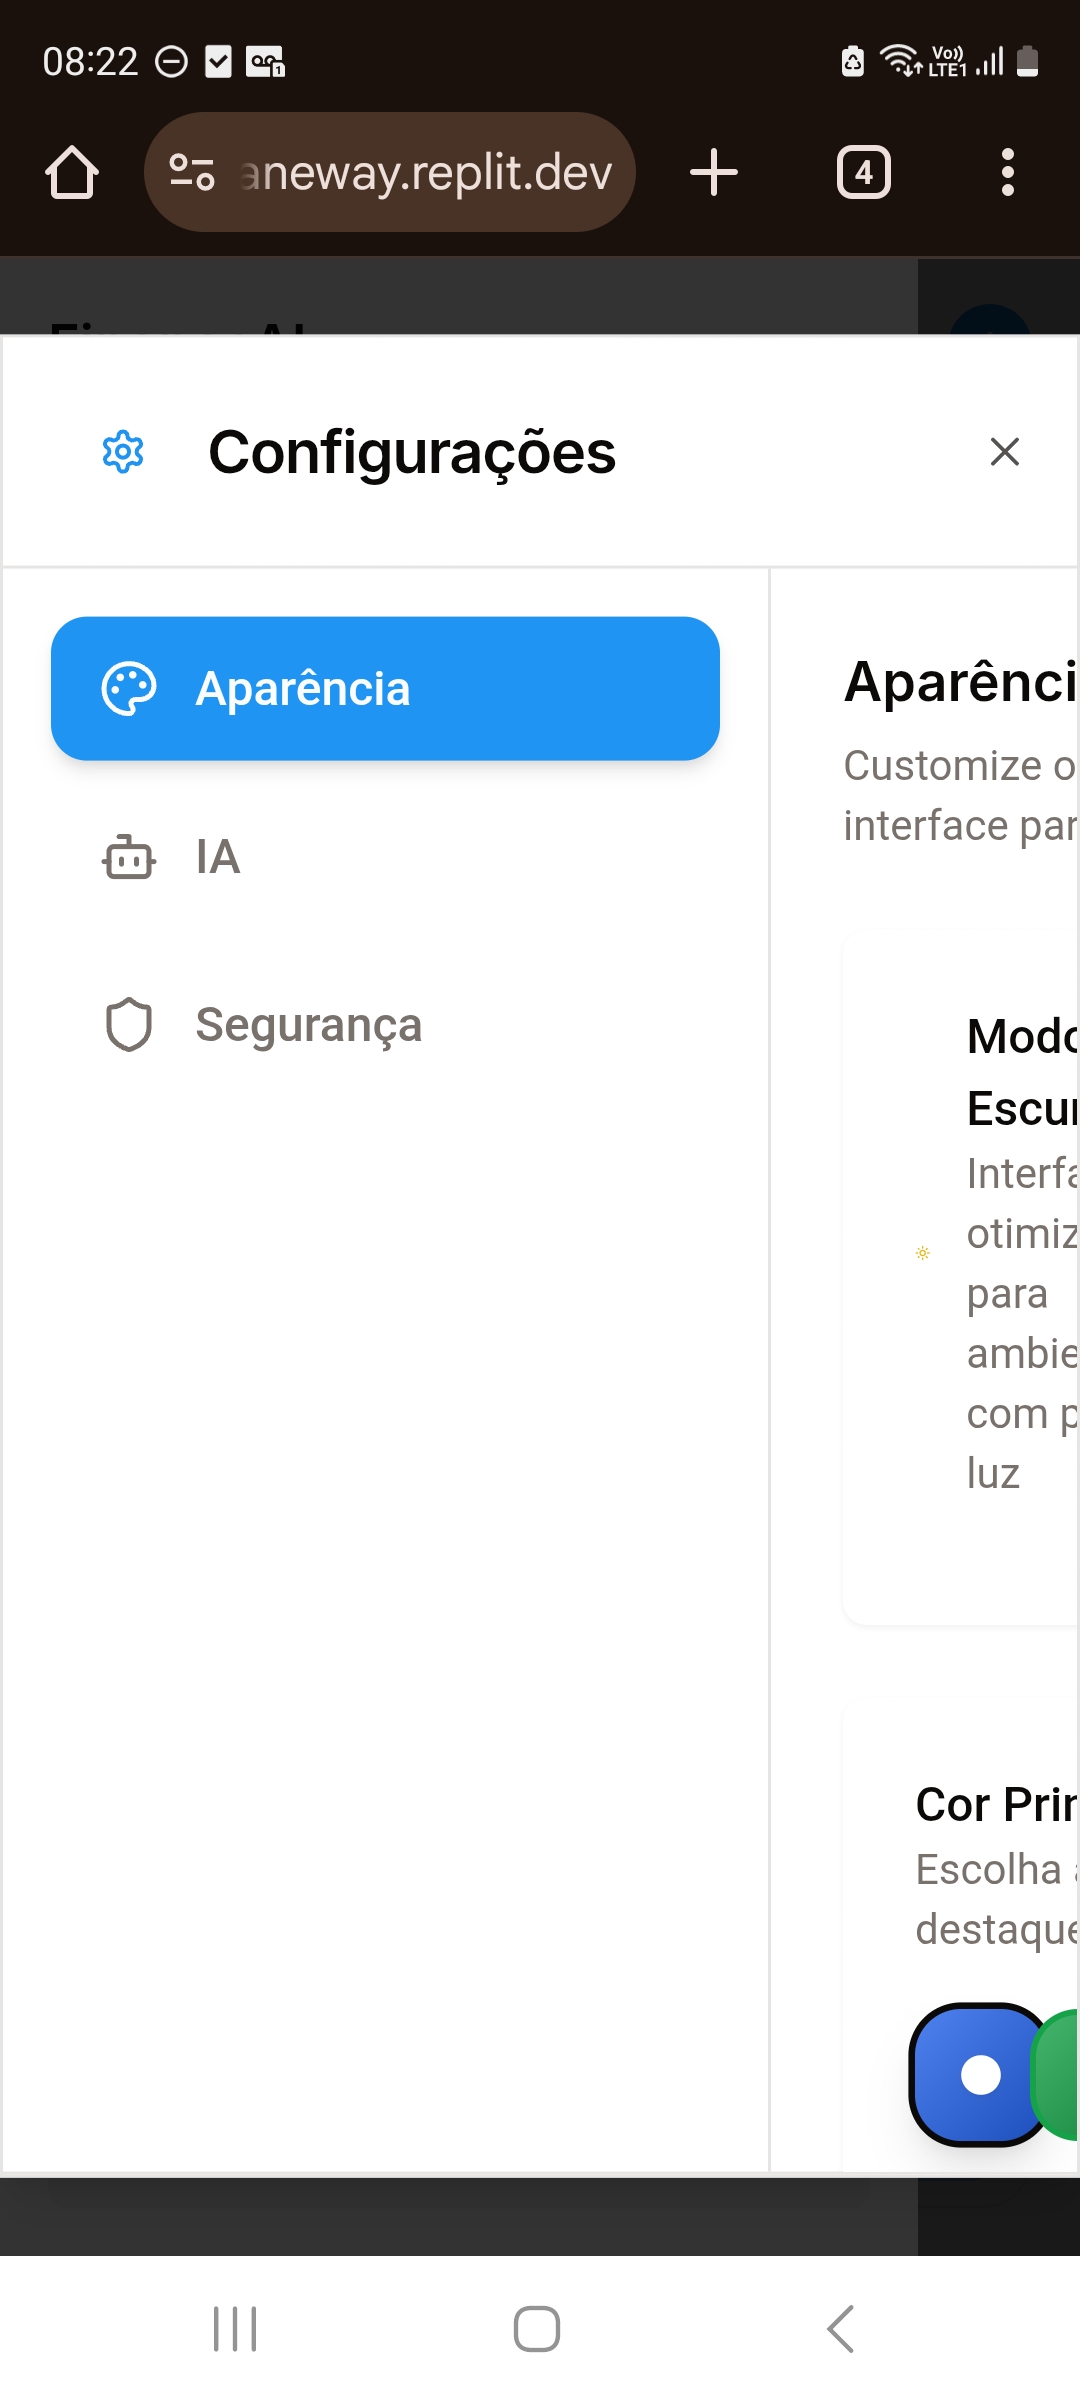 08:22
Vo))
LTE1
aneway.replit.dev
4
Configurações
Aparência
IA
Segurança
Aparênci
Customize o
interface par
Modo
Escur
Interfa
otimiz
para
ambie
com p
luz
Cor Prin
Escolha a
destaque